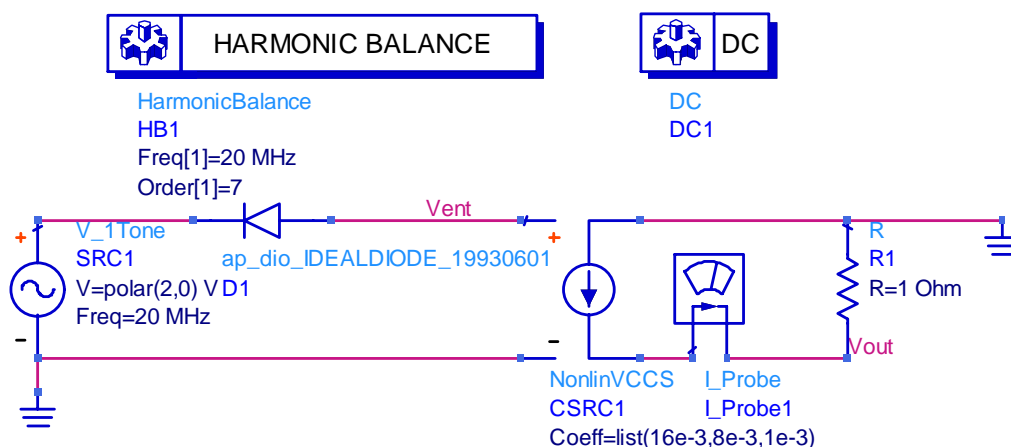 HARMONIC BALANCE
DC
HarmonicBalance
HB1
Freq[1]=20 MHz
Order[1]=7
DC
DC1
Vent
+
V_1Tone
SRC1
V=polar(2,0) V
Freq=20 MHz
-
ap_dio_IDEALDIODE_19930601
D1
+
-
R
R1
R=1 Ohm
Vout
NonlinVCCS
CSRC1
Coeff=list(16e-3,8e-3,1e-3)
I_Probe
I_Probe1